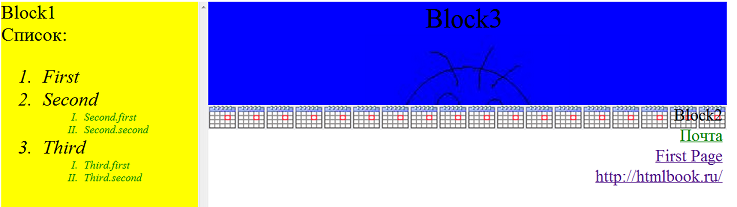 Block1
Список:
1. First
2. Second
I. Second.first
II. Second.second
3. Third
I. Third.first
II. Third.second
Block3
Block2
Почта
First Page
http://htmlbook.ru/